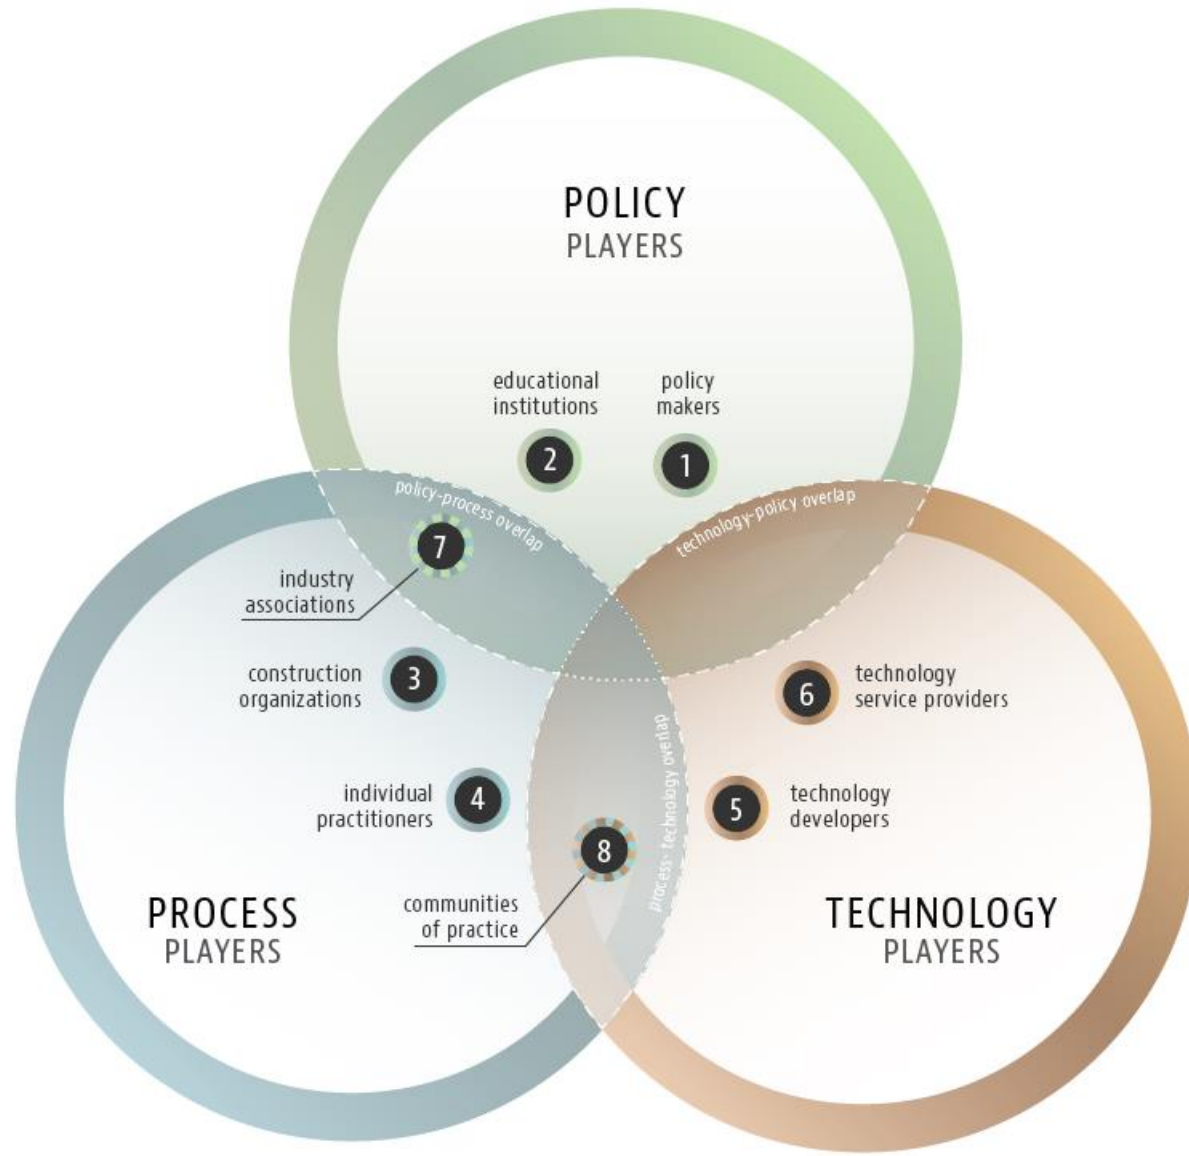 POLICY
PLAYERS
educational
institutions
policy
makers
2
1
policy-process overlap
technology-policy overlap
7
industry
associations
construction
organizations
3
6
technology
service providers
individual
practitioners
4
5
technology
developers
process- technology overlap
8
communities
of practice
PROCESS
PLAYERS
TECHNOLOGY
PLAYERS